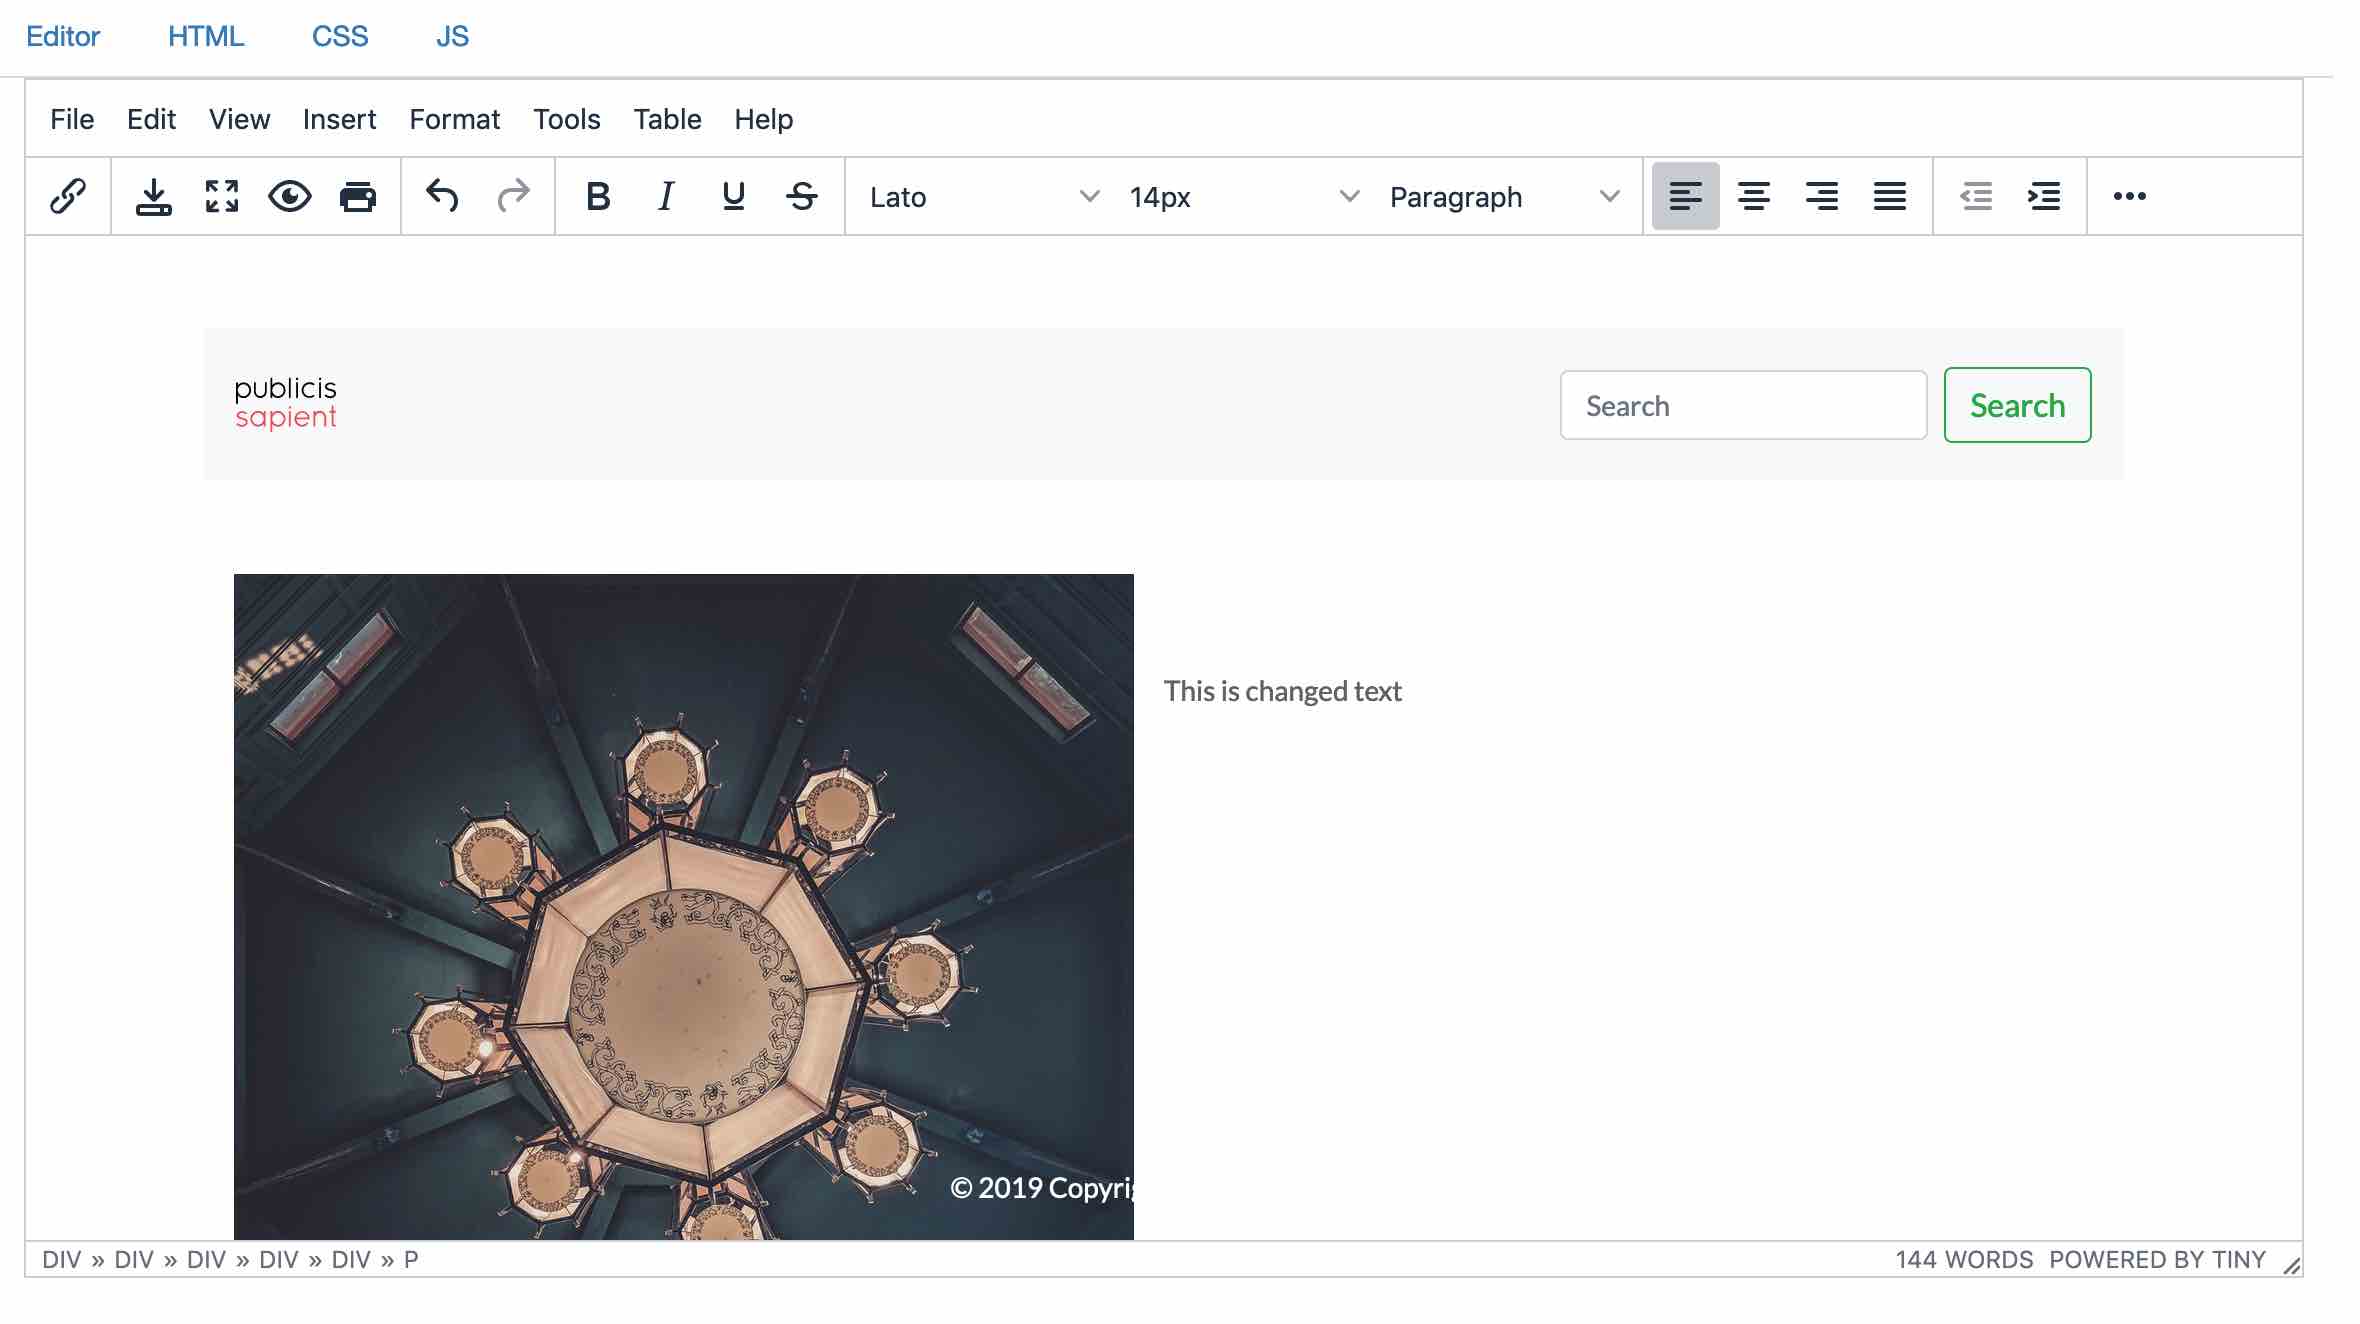 Editor HTML CSS JS
File Edit View Insert Format Tools Table Help
B I U S Lato 14px Paragraph
publicis
sapient
Search Search
This is changed text
© 2019 Copyri
DIV » DIV » DIV » DIV » DIV » P 144 WORDS POWERED BY TINY